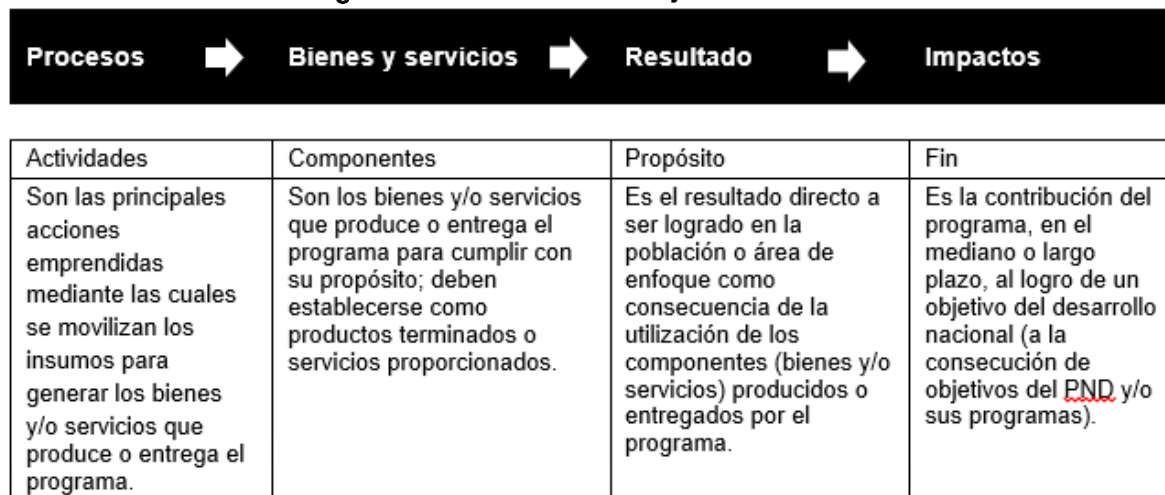 Procesos
Bienes y servicios
Resultado
Impactos
Actividades
Son las principales
acciones
emprendidas
mediante las cuales
se movilizan los
insumos para
generar los bienes
y/o servicios que
produce o entrega el
programa.
Componentes
Son los bienes y/o servicios
que produce o entrega el
programa para cumplir con
su propósito; deben
establecerse como
productos terminados o
servicios proporcionados.
Propósito
Es el resultado directo a
ser logrado en la
población o área de
enfoque como
consecuencia de la
utilización de los
componentes (bienes y/o
servicios) producidos o
entregados por el
programa.
Fin
Es la contribución del
programa, en el
mediano o largo
plazo, al logro de un
objetivo del desarrollo
nacional (a la
consecución de
objetivos del PND y/o
sus programas).